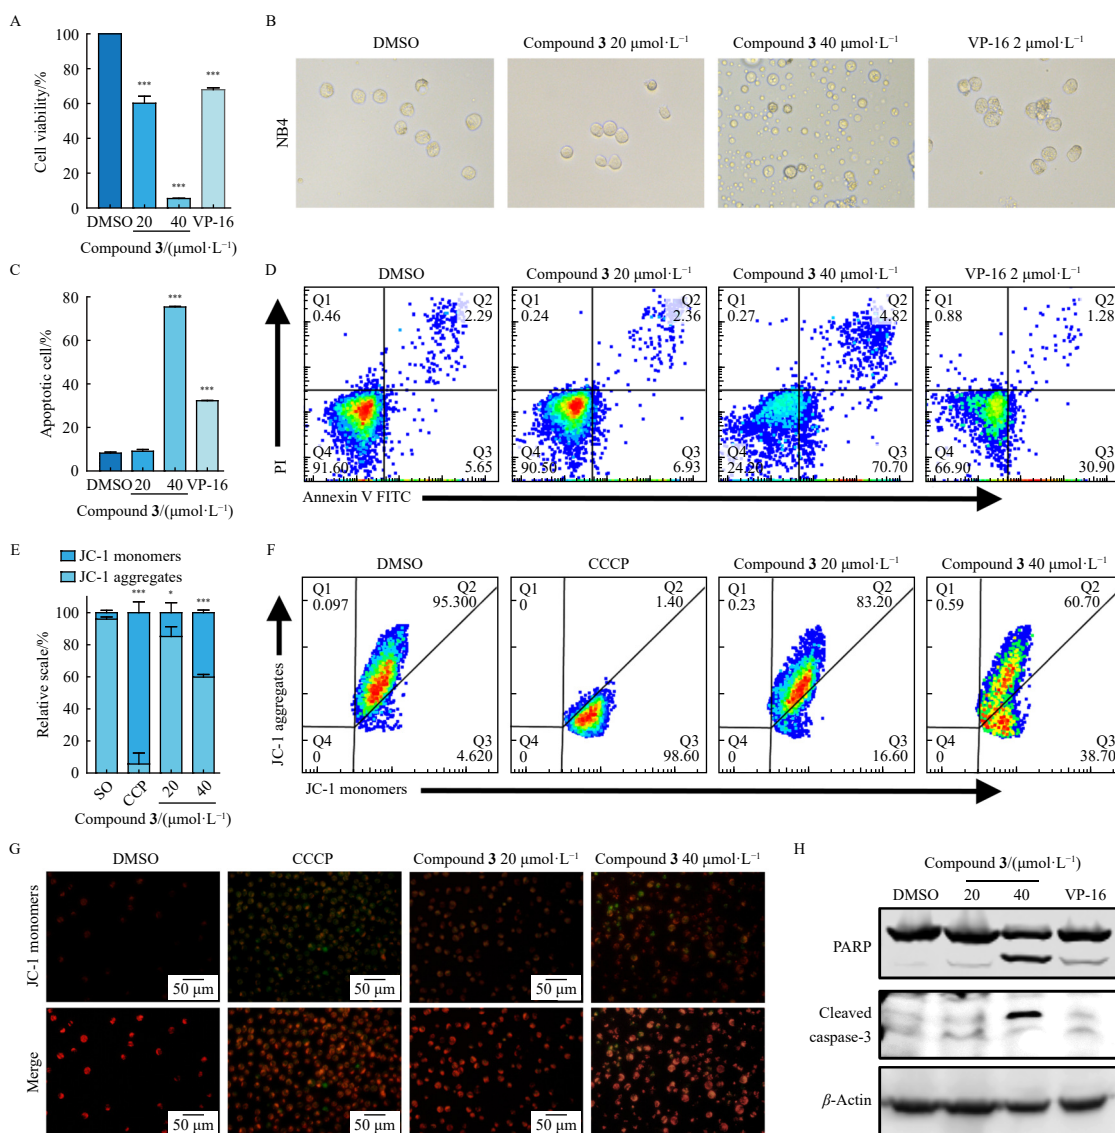 A
Cell viability/%
100
80
60
40
20
0
***
***
***
DMSO 20 40 VP-16
Compound 3/(μmol·L⁻¹)
B
DMSO
Compound 3 20 μmol·L⁻¹
Compound 3 40 μmol·L⁻¹
VP-16 2 μmol·L⁻¹
NB4
C
Apoptotic cell/%
80
60
40
20
0
***
***
DMSO 20 40 VP-16
Compound 3/(μmol·L⁻¹)
D
DMSO
Compound 3 20 μmol·L⁻¹
Compound 3 40 μmol·L⁻¹
VP-16 2 μmol·L⁻¹
Q1 Q2
0.46 2.29
Q4 Q3
91.60 5.65
Q1 Q2
0.24 2.36
Q4 Q3
90.50 6.93
Q1 Q2
0.27 4.82
Q4 Q3
24.20 70.70
Q1 Q2
0.88 1.28
Q4 Q3
66.90 30.90
PI
Annexin V FITC
E
JC-1 monomers
JC-1 aggregates
Relative scale/%
100
80
60
40
20
0
***
*
***
SO CCP 20 40
Compound 3/(μmol·L⁻¹)
F
DMSO
CCCP
Compound 3 20 μmol·L⁻¹
Compound 3 40 μmol·L⁻¹
Q1 Q2
0.097 95.300
Q4 Q3
0 4.620
Q1 Q2
0 1.40
Q4 Q3
0 98.60
Q1 Q2
0.23 83.20
Q4 Q3
0 16.60
Q1 Q2
0.59 60.70
Q4 Q3
0 38.70
JC-1 aggregates
JC-1 monomers
G
DMSO
CCCP
Compound 3 20 μmol·L⁻¹
Compound 3 40 μmol·L⁻¹
JC-1 monomers
50 μm
50 μm
50 μm
50 μm
Merge
50 μm
50 μm
50 μm
50 μm
H
Compound 3/(μmol·L⁻¹)
DMSO 20 40 VP-16
PARP
Cleaved
caspase-3
β-Actin